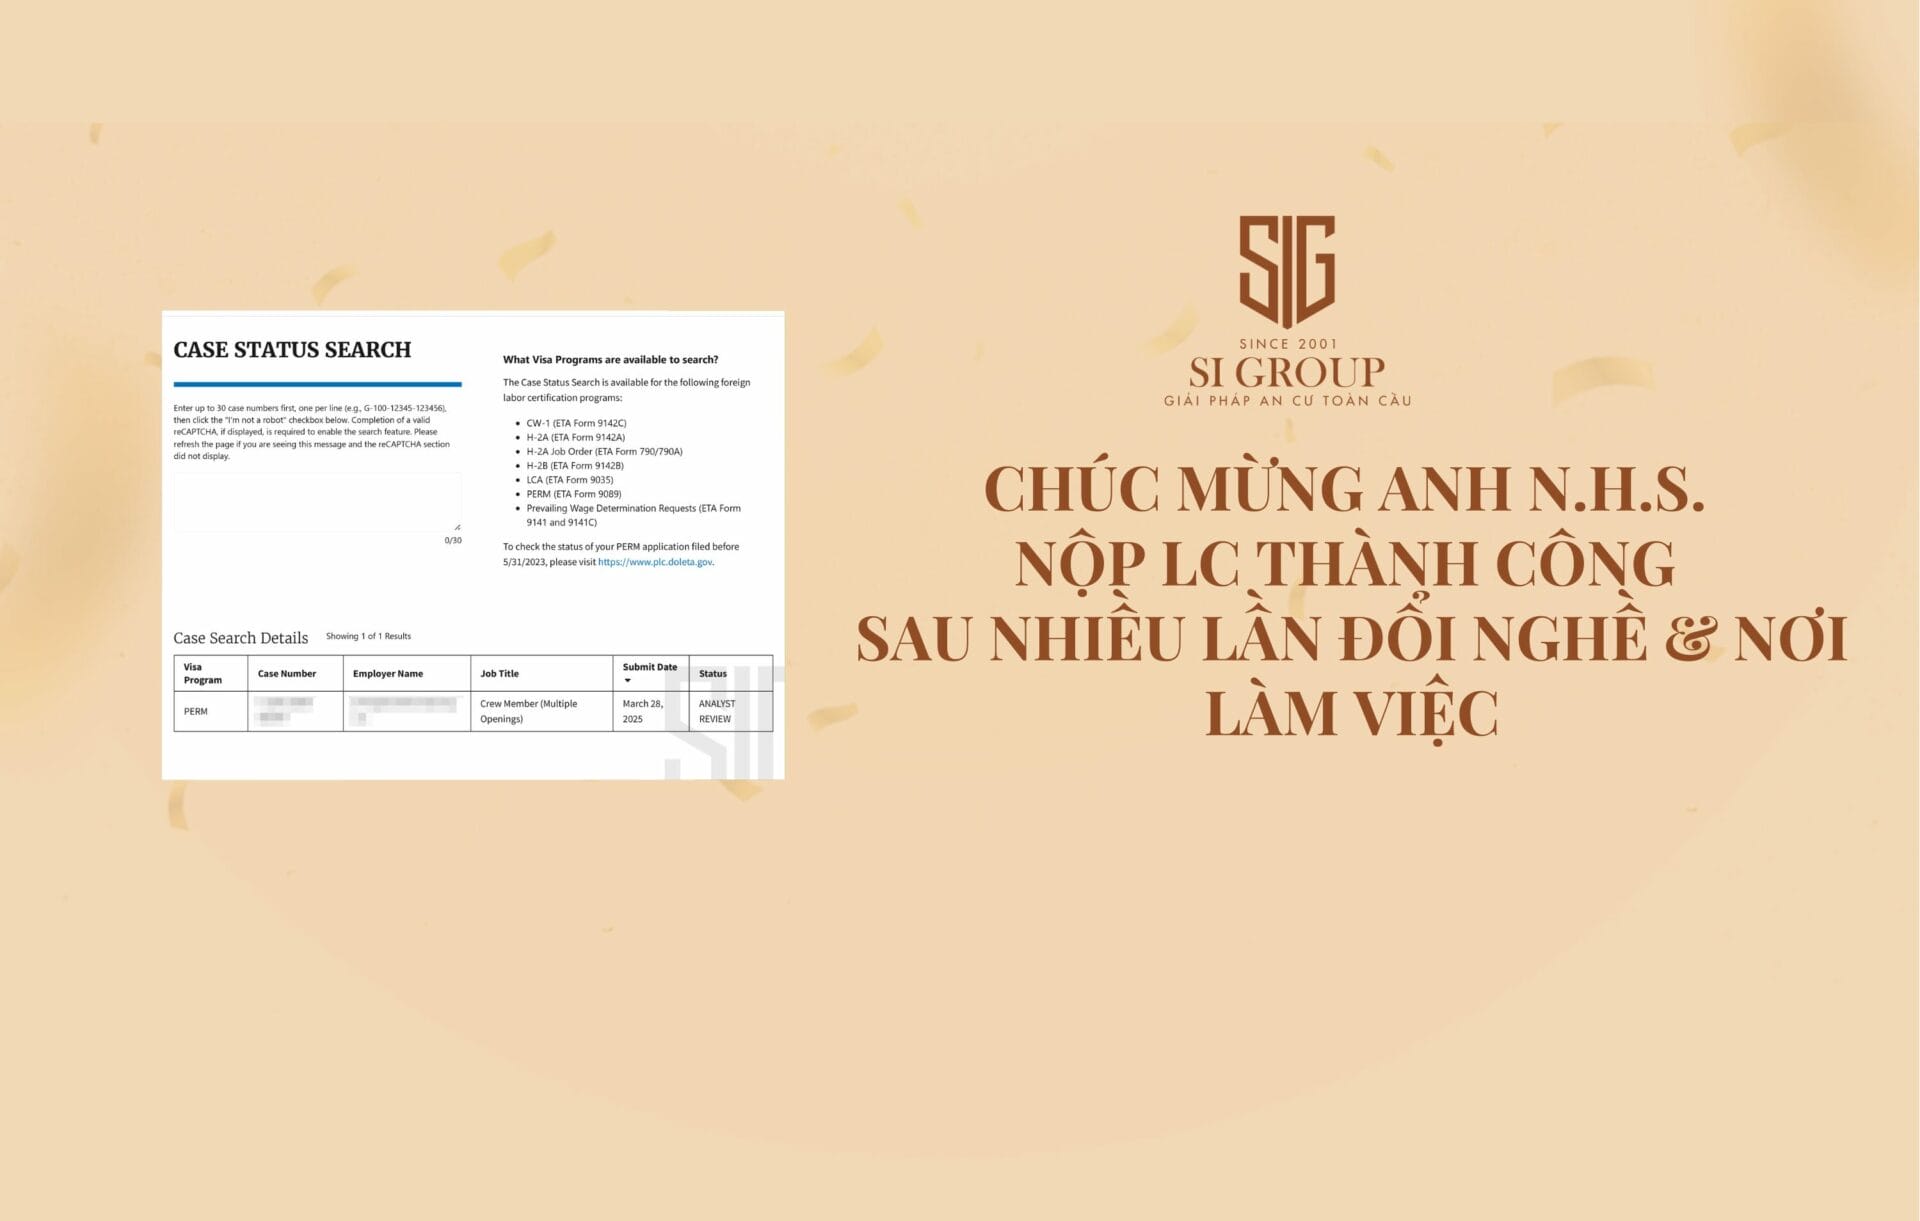 CASE STATUS SEARCH
Enter up to 30 case numbers first, one per line (e.g., G-100-12345-123456),
then click the "I'm not a robot" checkbox below. Completion of a valid
reCAPTCHA, if displayed, is required to enable the search feature. Please
refresh the page if you are seeing this message and the reCAPTCHA section
did not display.
0/30
What Visa Programs are available to search?
The Case Status Search is available for the following foreign
labor certification programs:
• CW-1 (ETA Form 9142C)
• H-2A (ETA Form 9142A)
• H-2A Job Order (ETA Form 790/790A)
• H-2B (ETA Form 9142B)
• LCA (ETA Form 9035)
• PERM (ETA Form 9089)
• Prevailing Wage Determination Requests (ETA Form
9141 and 9141C)
To check the status of your PERM application filed before
5/31/2023, please visit https://www.plc.doleta.gov.
Case Search Details Showing 1 of 1 Results
Visa Program Case Number Employer Name Job Title Submit Date Status
PERM Crew Member (Multiple Openings) March 28, 2025 ANALYST REVIEW
SIG
SIG
SINCE 2001
SI GROUP
GIẢI PHÁP AN CƯ TOÀN CẦU
CHÚC MỪNG ANH N.H.S.
NỘP LC THÀNH CÔNG
SAU NHIỀU LẦN ĐỔI NGHỀ & NƠI
LÀM VIỆC